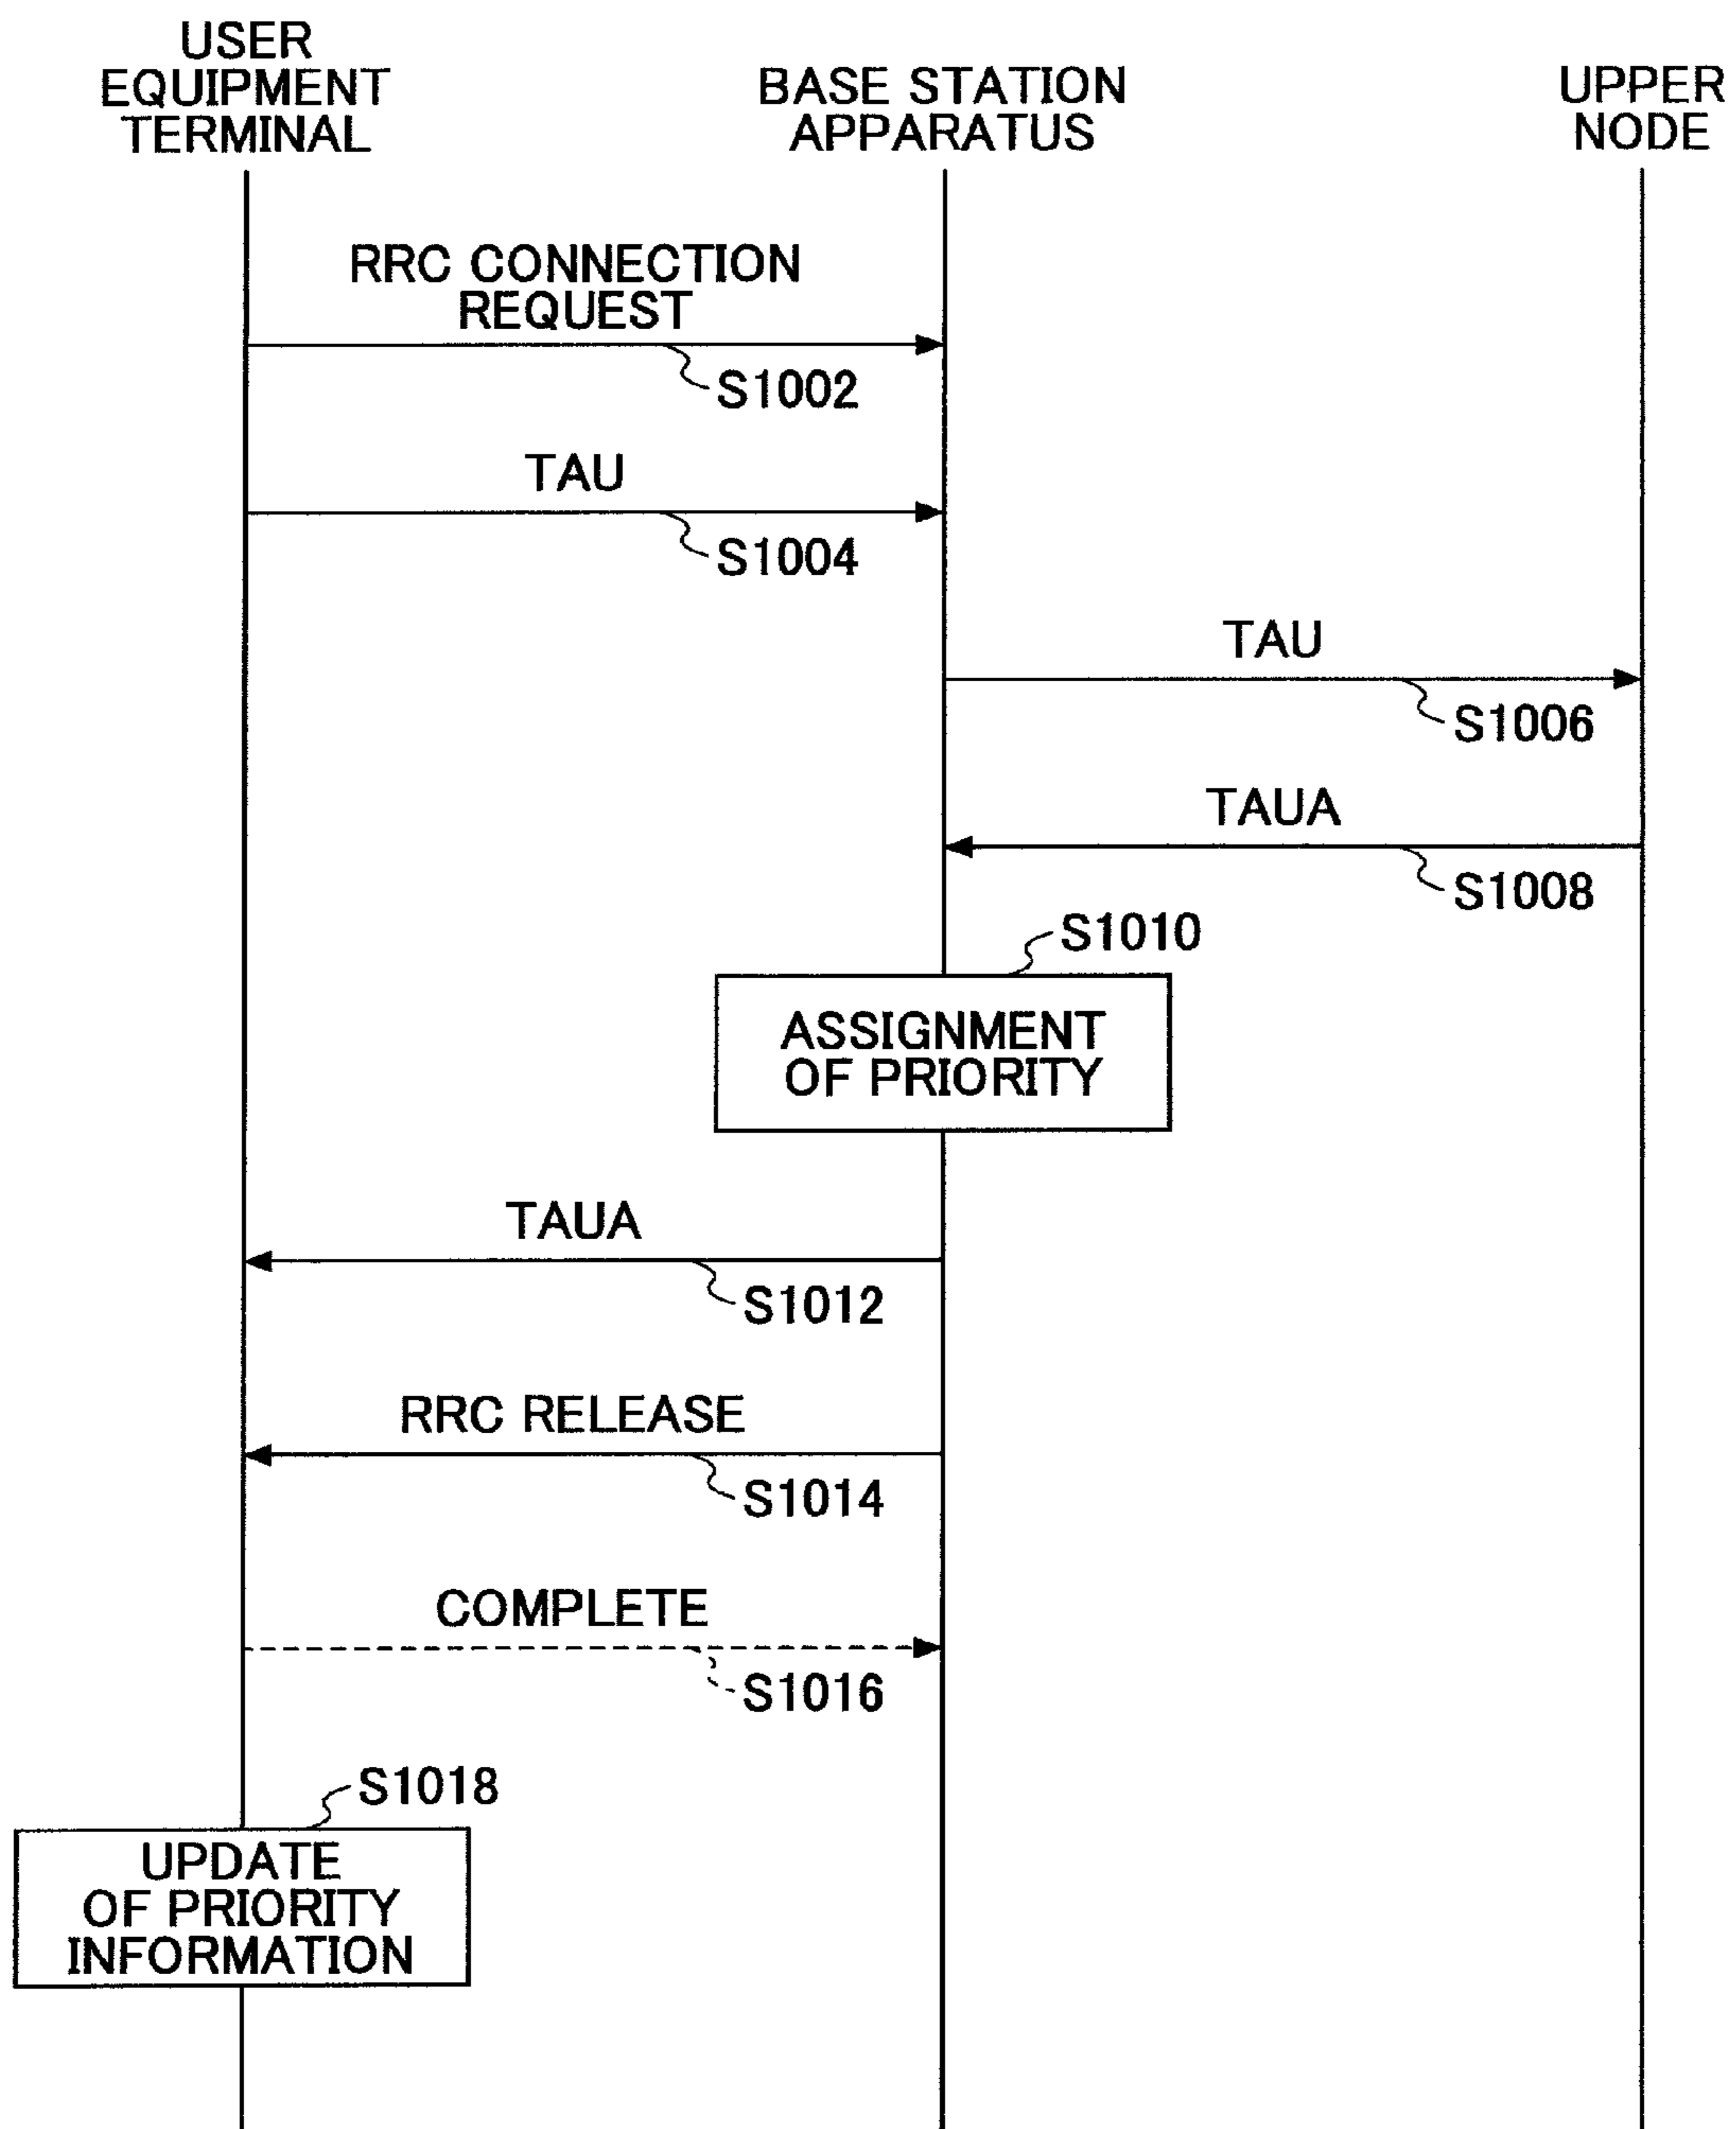 USER
EQUIPMENT
TERMINAL
BASE STATION
APPARATUS
UPPER
NODE
RRC CONNECTION
REQUEST
S1002
TAU
S1004
TAU
S1006
TAUA
S1008
S1010
ASSIGNMENT
OF PRIORITY
TAUA
S1012
RRC RELEASE
S1014
COMPLETE
S1016
S1018
UPDATE
OF PRIORITY
INFORMATION